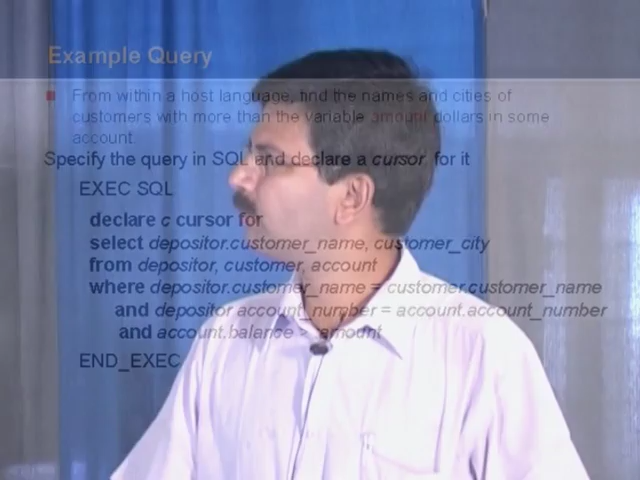 Example Query
From within a host language, find the names and cities of
customers with more than the variable amount dollars in some
account.
Specify the query in SQL and declare a cursor for it
EXEC SQL
declare c cursor for
select depositor.customer_name, customer_city
from depositor, customer, account
where depositor.customer_name = customer.customer_name
and depositor account_number = account.account_number
and account.balance > amount
END_EXEC